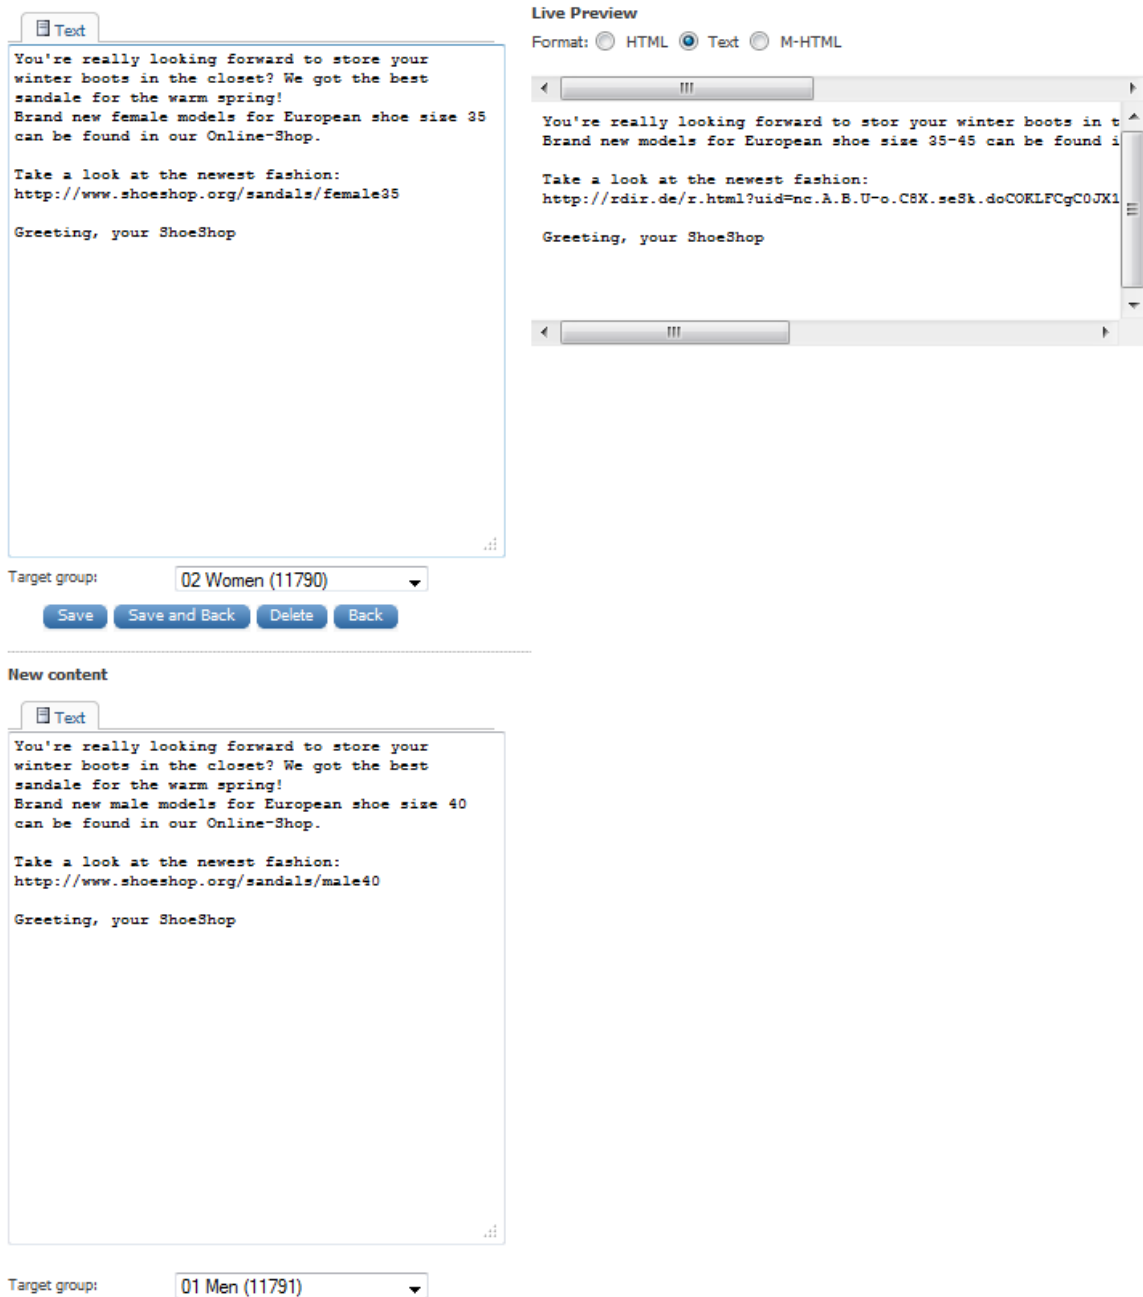 Text
You're really looking forward to store your
winter boots in the closet? We got the best
sandale for the warm spring!
Brand new female models for European shoe size 35
can be found in our Online-Shop.
Take a look at the newest fashion:
http://www.shoeshop.org/sandals/female35
Greeting, your ShoeShop
Target group:
02 Women (11790)
Save
Save and Back
Delete
Back
Live Preview
Format: HTML Text M-HTML
You're really looking forward to stor your winter boots in t
Brand new models for European shoe size 35-45 can be found i
Take a look at the newest fashion:
http://rdir.de/r.html?uid=nc.A.B.U-o.C8X.seSk.doCOKLFCgC0JX1
Greeting, your ShoeShop
New content
Text
You're really looking forward to store your
winter boots in the closet? We got the best
sandale for the warm spring!
Brand new male models for European shoe size 40
can be found in our Online-Shop.
Take a look at the newest fashion:
http://www.shoeshop.org/sandals/male40
Greeting, your ShoeShop
Target group:
01 Men (11791)